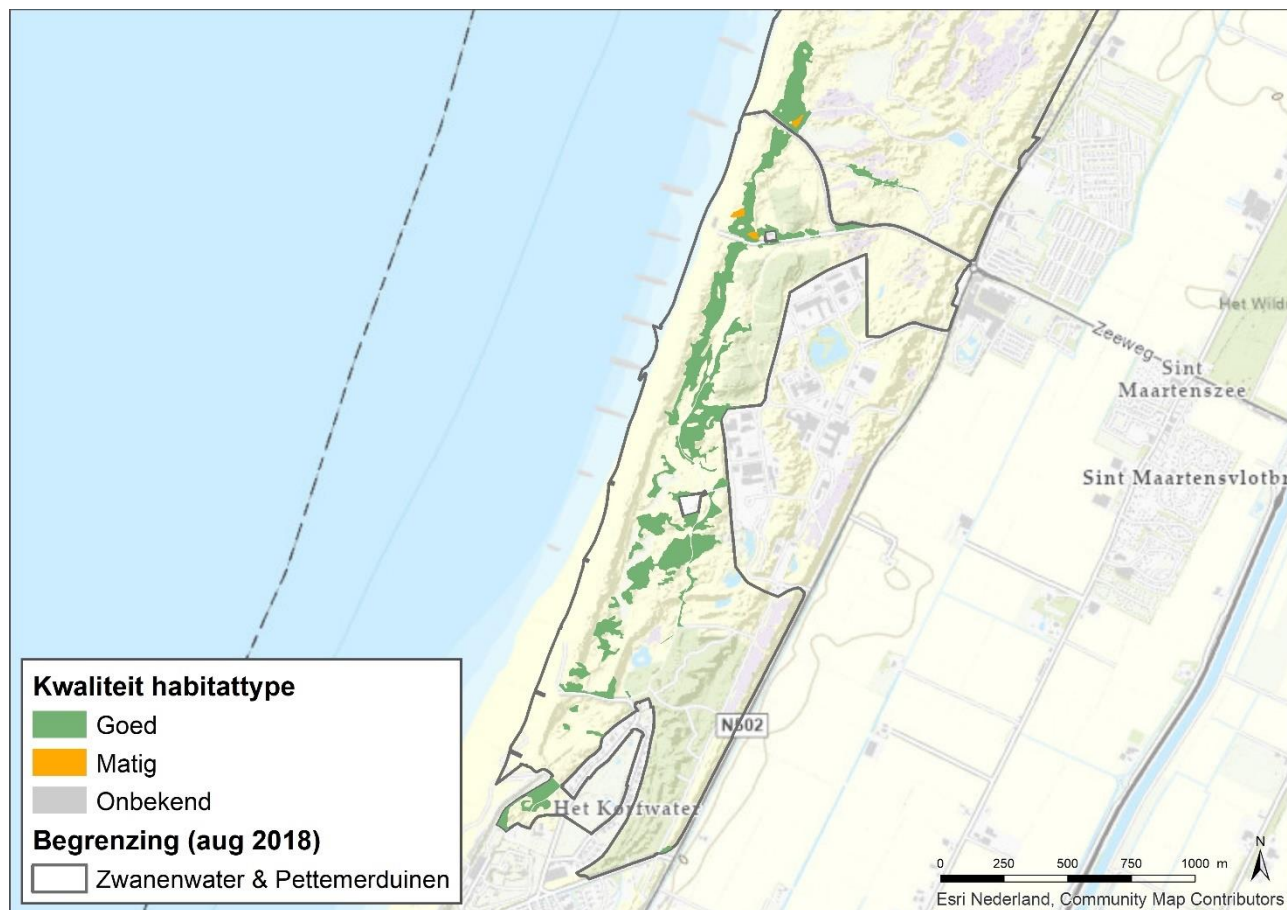 Het Wild
Zeeweg
Sint
Maartenszee
Sint Maartensvlotbr
N502
Het Korfwater
Kwaliteit habitattype
Goed
Matig
Onbekend
Begrenzing (aug 2018)
Zwanenwater & Pettemerduinen
N
0 250 500 750 1000 m
Esri Nederland, Community Map Contributors